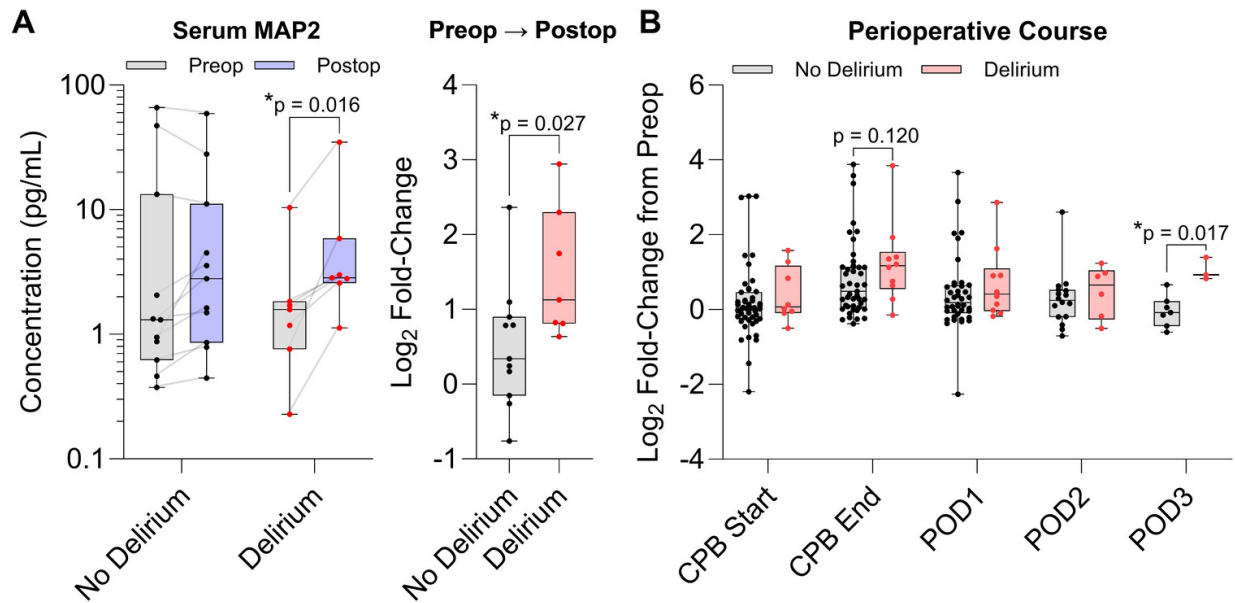 A
Serum MAP2
Preop
Postop
Concentration (pg/mL)
100
10
1
0.1
*p = 0.016
No Delirium
Delirium
Preop → Postop
Log2 Fold-Change
4
3
2
1
0
-1
*p = 0.027
No Delirium
Delirium
B
Perioperative Course
No Delirium
Delirium
Log2 Fold-Change from Preop
6
4
2
0
-2
-4
p = 0.120
*p = 0.017
CPB Start
CPB End
POD1
POD2
POD3